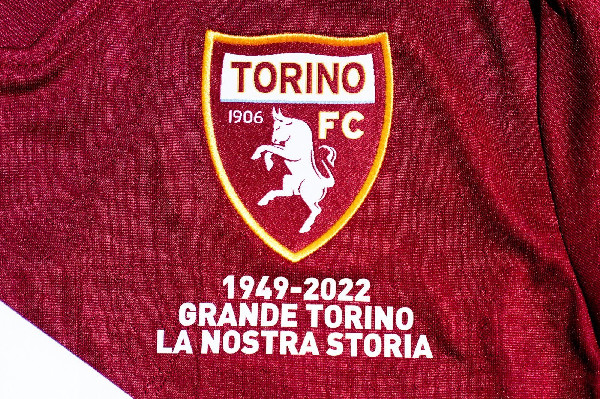 TORINO
1906 FC
1949-2022
GRANDE TORINO
LA NOSTRA STORIA